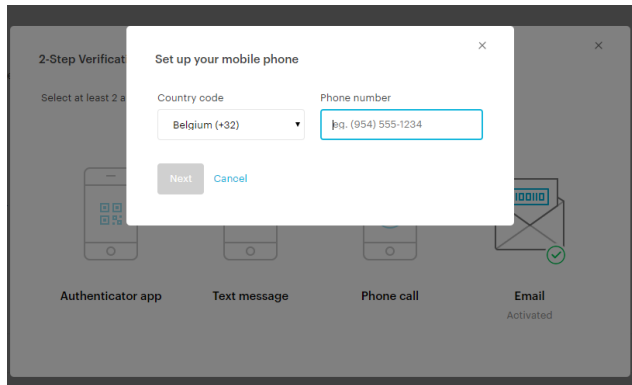 2-Step Verificat
Set up your mobile phone
Select at least 2 a
Country code
Phone number
Belgium (+32)
eg. (954) 555-1234
Next
Cancel
100110
Authenticator app
Text message
Phone call
Email
Activated